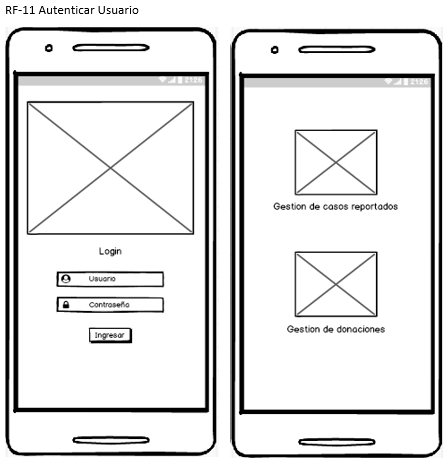 RF-11 Autenticar Usuario
Login
Usuario
Contraseña
Ingresar
Gestion de casos reportados
Gestion de donaciones